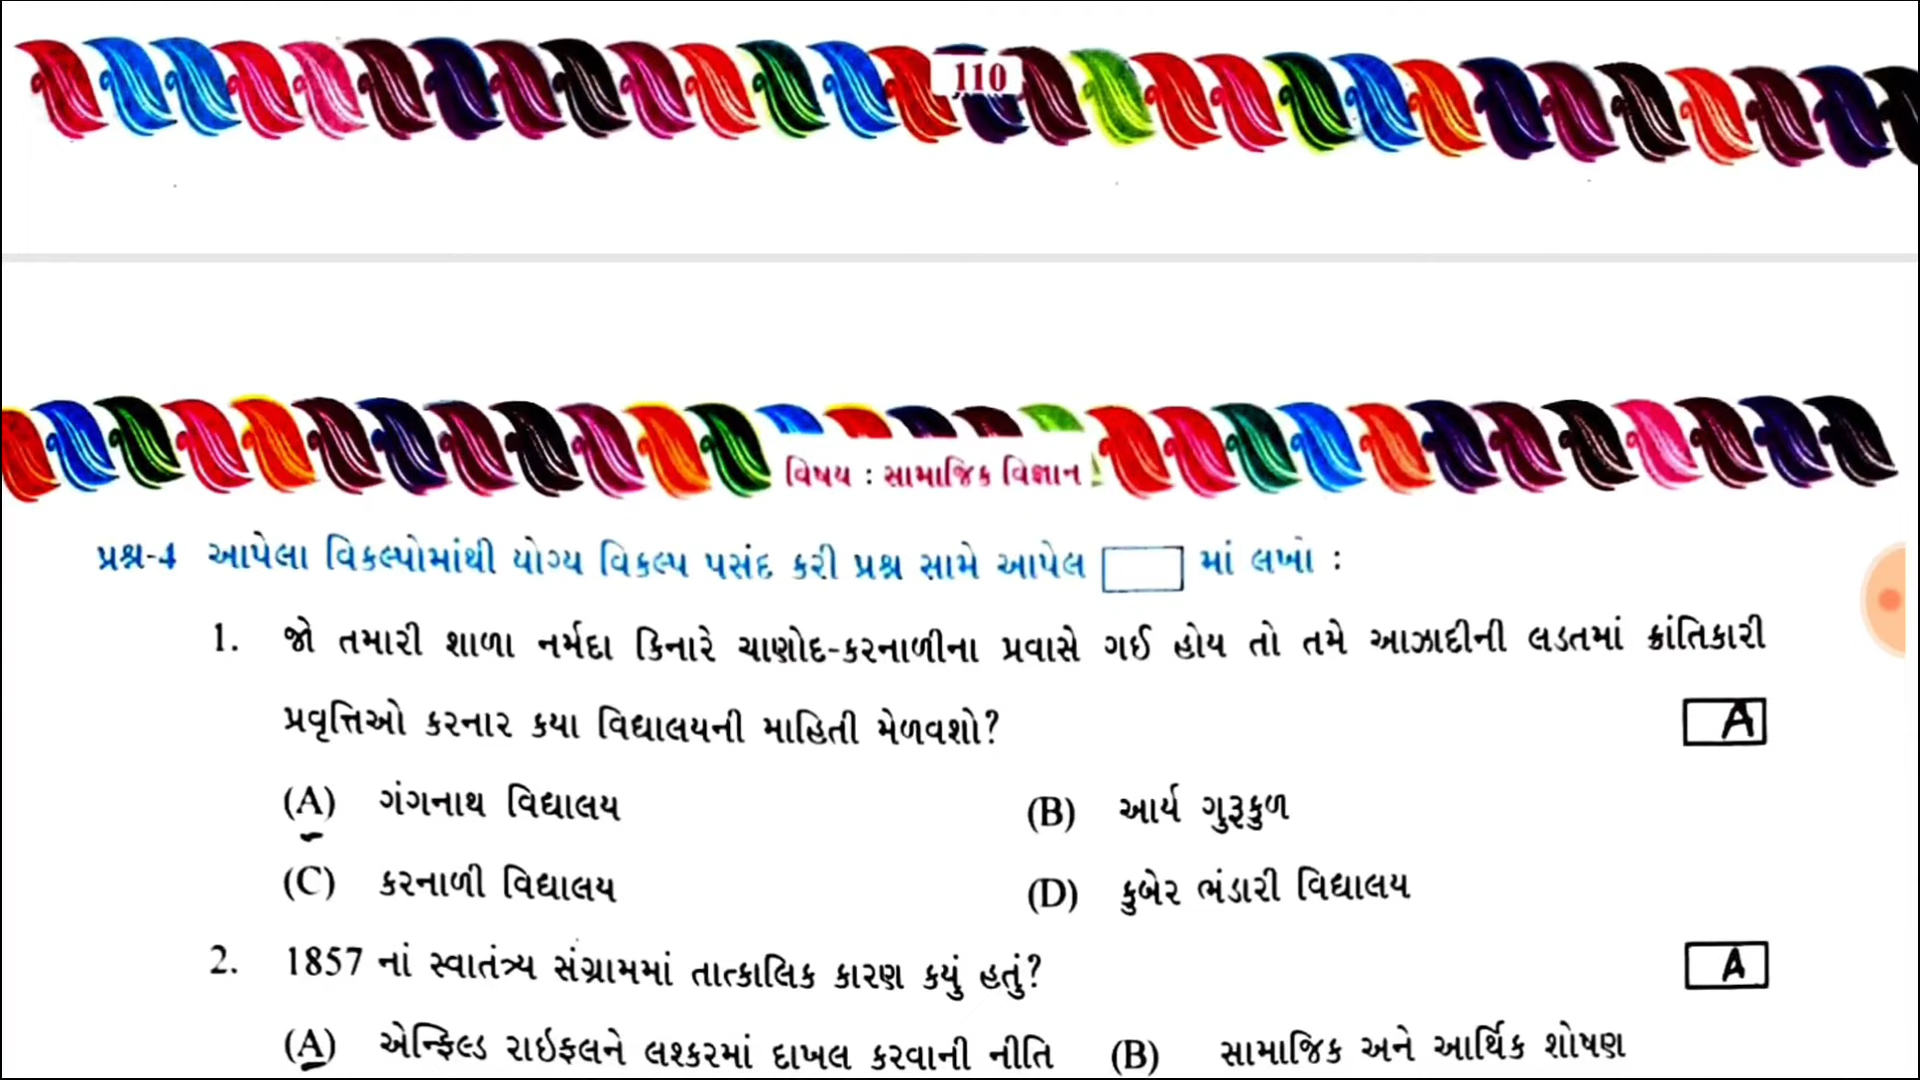 110
વિષય : સામાજિક વિજ્ઞાન
પ્રશ્ન-4 આપેલા વિકલ્પોમાંથી યોગ્ય વિકલ્પ પસંદ કરી પ્રશ્ન સામે આપેલ માં લખો :
1. જો તમારી શાળા નર્મદા કિનારે ચાણોદ-કરનાળીના પ્રવાસે ગઈ હોય તો તમે આઝાદીની લડતમાં ક્રાંતિકારી
પ્રવૃત્તિઓ કરનાર કયા વિદ્યાલયની માહિતી મેળવશો? A
(A) ગંગનાથ વિદ્યાલય (B) આર્ય ગુરૂકુળ
(C) કરનાળી વિદ્યાલય (D) કુબેર ભંડારી વિદ્યાલય
2. 1857 નાં સ્વાતંત્ર્ય સંગ્રામમાં તાત્કાલિક કારણ કયું હતું? A
(A) એન્ફિલ્ડ રાઇફલને લશ્કરમાં દાખલ કરવાની નીતિ (B) સામાજિક અને આર્થિક શોષણ